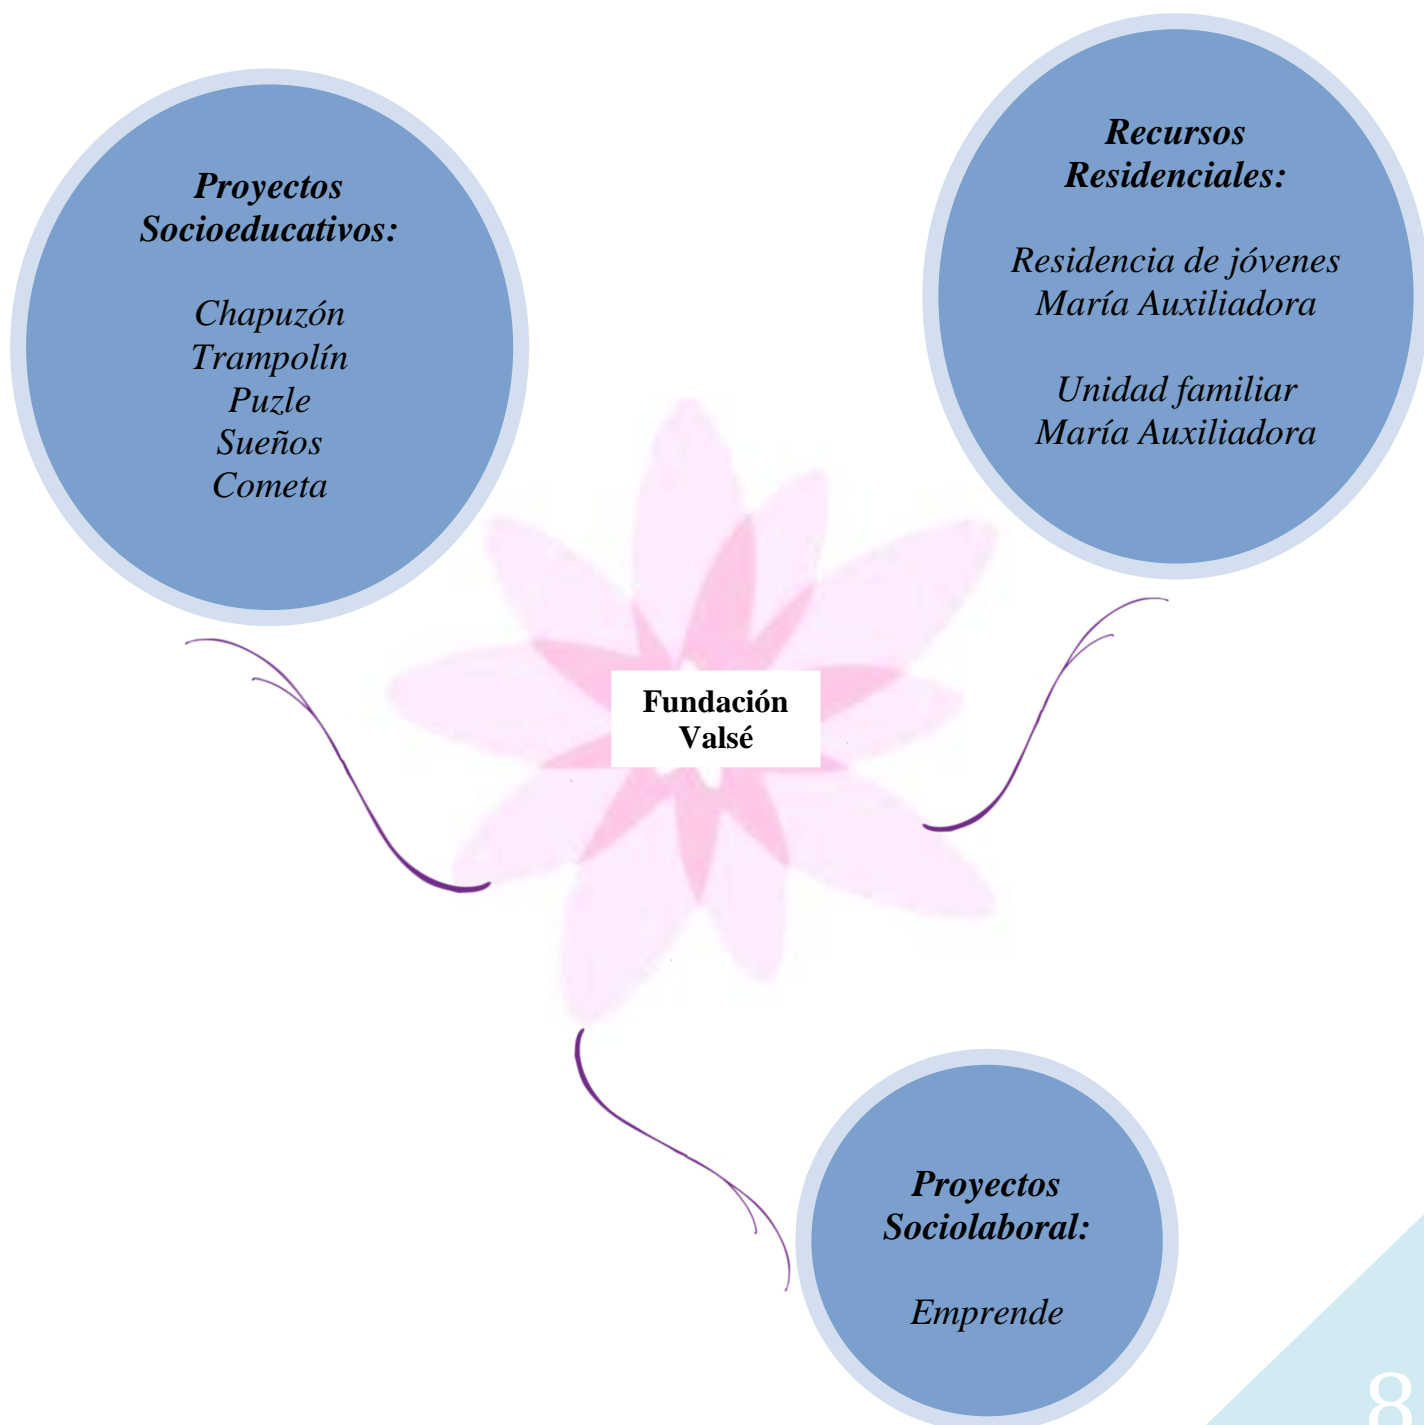 Proyectos
Socioeducativos:
Chapuzón
Trampolín
Puzle
Sueños
Cometa
Recursos
Residenciales:
Residencia de jóvenes
María Auxiliadora
Unidad familiar
María Auxiliadora
Fundación
Valsé
Proyectos
Sociolaboral:
Emprende
8